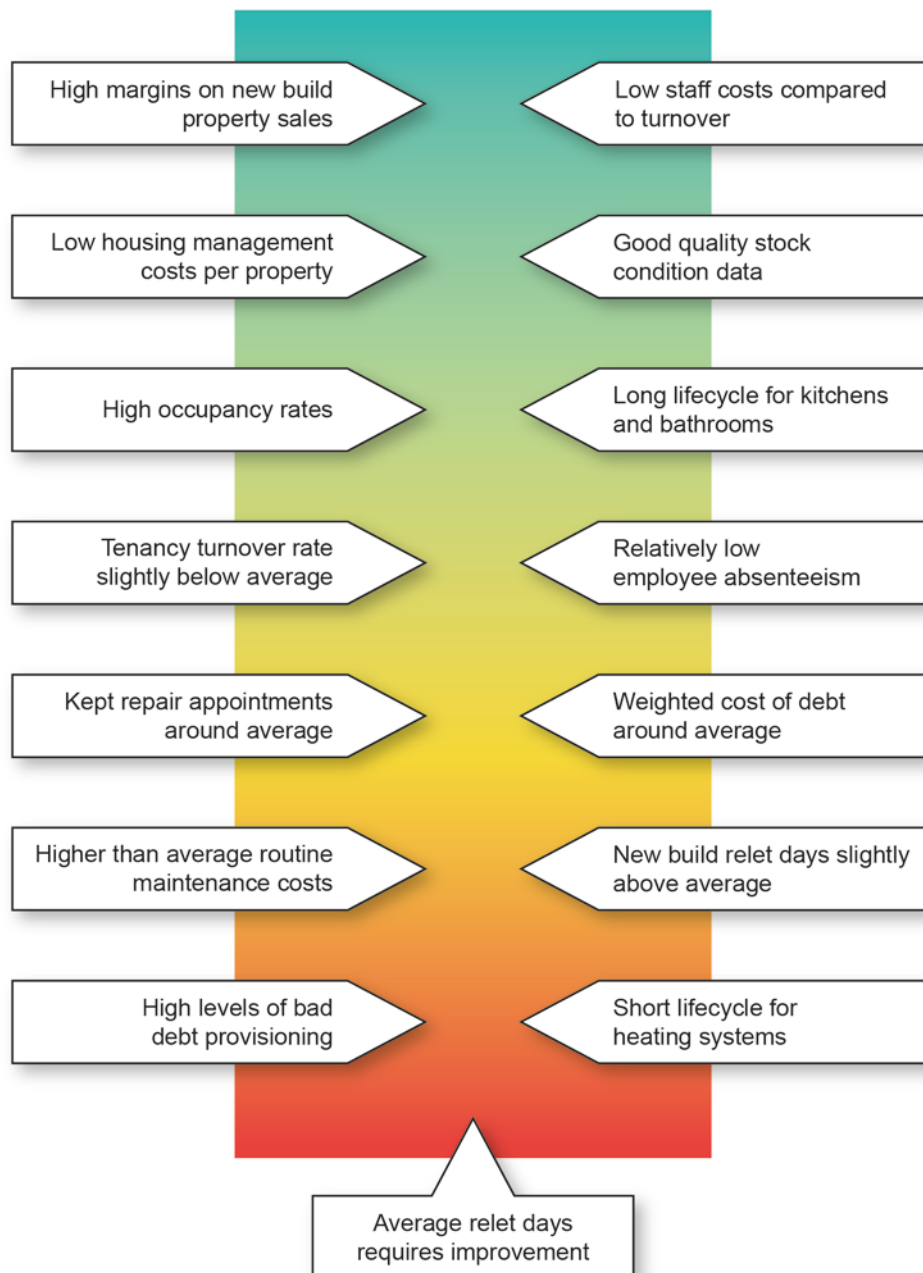 High margins on new build
property sales
Low staff costs compared
to turnover
Low housing management
costs per property
Good quality stock
condition data
High occupancy rates
Long lifecycle for kitchens
and bathrooms
Tenancy turnover rate
slightly below average
Relatively low
employee absenteeism
Kept repair appointments
around average
Weighted cost of debt
around average
Higher than average routine
maintenance costs
New build relet days slightly
above average
High levels of bad
debt provisioning
Short lifecycle for
heating systems
Average relet days
requires improvement